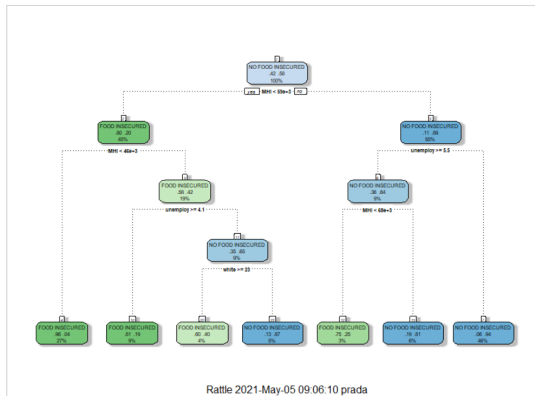 NO FOOD INSECURED
.42 .58
100%
yes MHI < 55e+3 no
FOOD INSECURED
.80 .20
45%
MHI < 46e+3
NO FOOD INSECURED
.11 .89
55%
unemploy >= 5.5
FOOD INSECURED
.58 .42
19%
unemploy >= 4.1
NO FOOD INSECURED
.36 .64
9%
MHI < 68e+3
NO FOOD INSECURED
9%
white >= 23
FOOD INSECURED
.96 .04
27%
FOOD INSECURED
.81 .19
9%
FOOD INSECURED
.60 .40
4%
NO FOOD INSECURED
.13 .87
5%
FOOD INSECURED
.75 .25
3%
NO FOOD INSECURED
.19 .81
6%
NO FOOD INSECURED
.06 .94
46%
Rattle 2021-May-05 09:06:10 prada